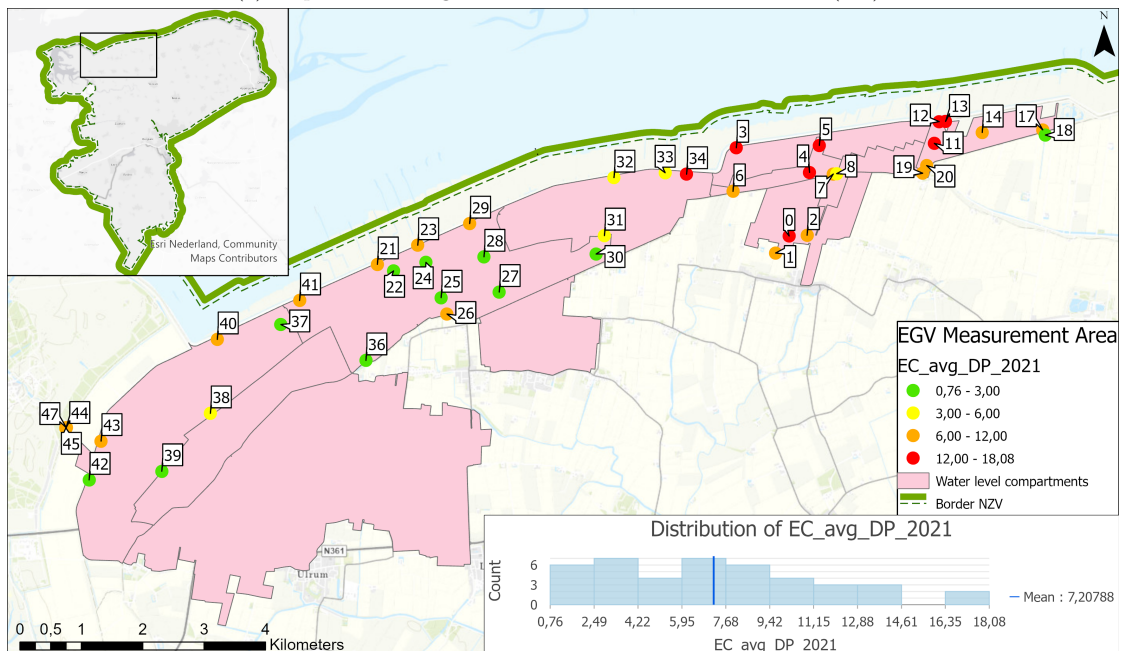 N
Esri Nederland, Community
Maps Contributors
12
13
14
17
18
3
5
11
32
33
34
4
8
6
7
19
20
29
31
0
2
23
21
28
30
1
22
24
25
27
41
26
37
40
36
38
47
44
43
45
42
39
EGV Measurement Area
EC_avg_DP_2021
0,76 - 3,00
3,00 - 6,00
6,00 - 12,00
12,00 - 18,08
Water level compartments
Border NZV
N361
Ulrum
Distribution of EC_avg_DP_2021
Count
6
3
0
0,76 2,49 4,22 5,95 7,68 9,42 11,15 12,88 14,61 16,35 18,08
EC_avg_DP_2021
Mean : 7,20788
0 0,5 1 2 3 4
Kilometers